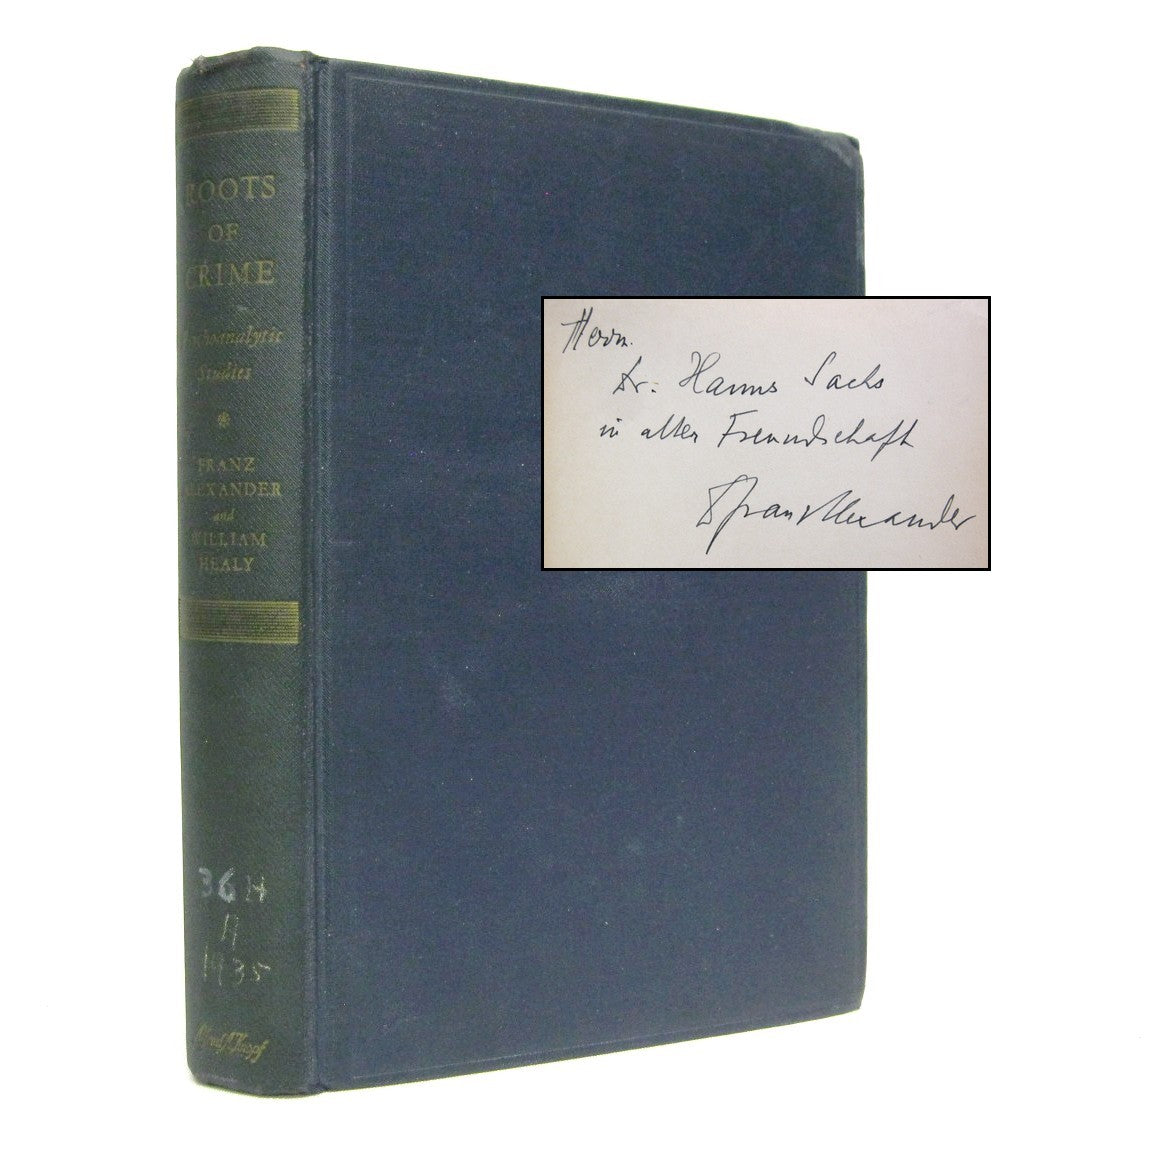 ROOTS
OF
CRIME
Psychoanalytic
Studies
FRANZ
ALEXANDER
and
WILLIAM
HEALY
36H
A
1935
Alfred A Knopf
Herrn
Dr. Hanns Sachs
in alter Freundschaft
Franz Alexander